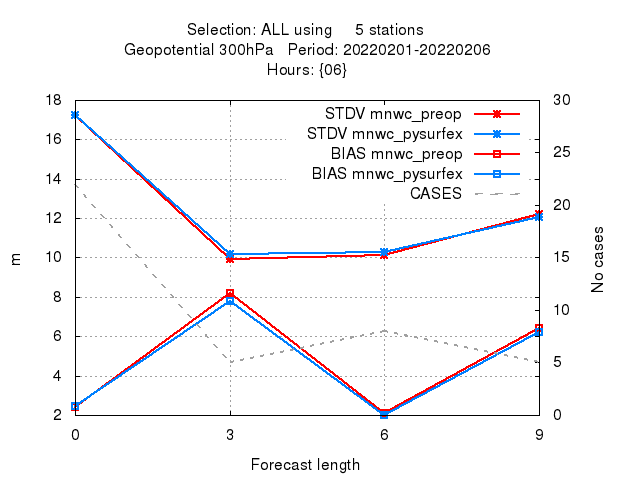 Selection: ALL using     5 stations
Geopotential 300hPa   Period: 20220201-20220206
Hours: {06}
18
16
14
12
10
8
6
4
2
m
30
25
20
15
10
5
0
No cases
STDV mnwc_preop
STDV mnwc_pysurfex
BIAS mnwc_preop
BIAS mnwc_pysurfex
CASES
0 3 6 9
Forecast length